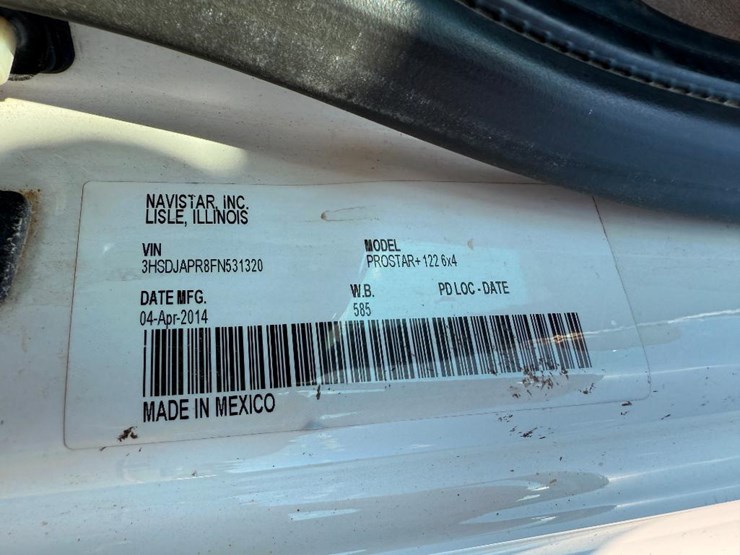 NAVISTAR, INC.
LISLE, ILLINOIS
VIN
3HSDJAPR8FN531320
MODEL
PROSTAR+ 122 6x4
DATE MFG.
04-Apr-2014
W.B.
585
PD LOC - DATE
MADE IN MEXICO